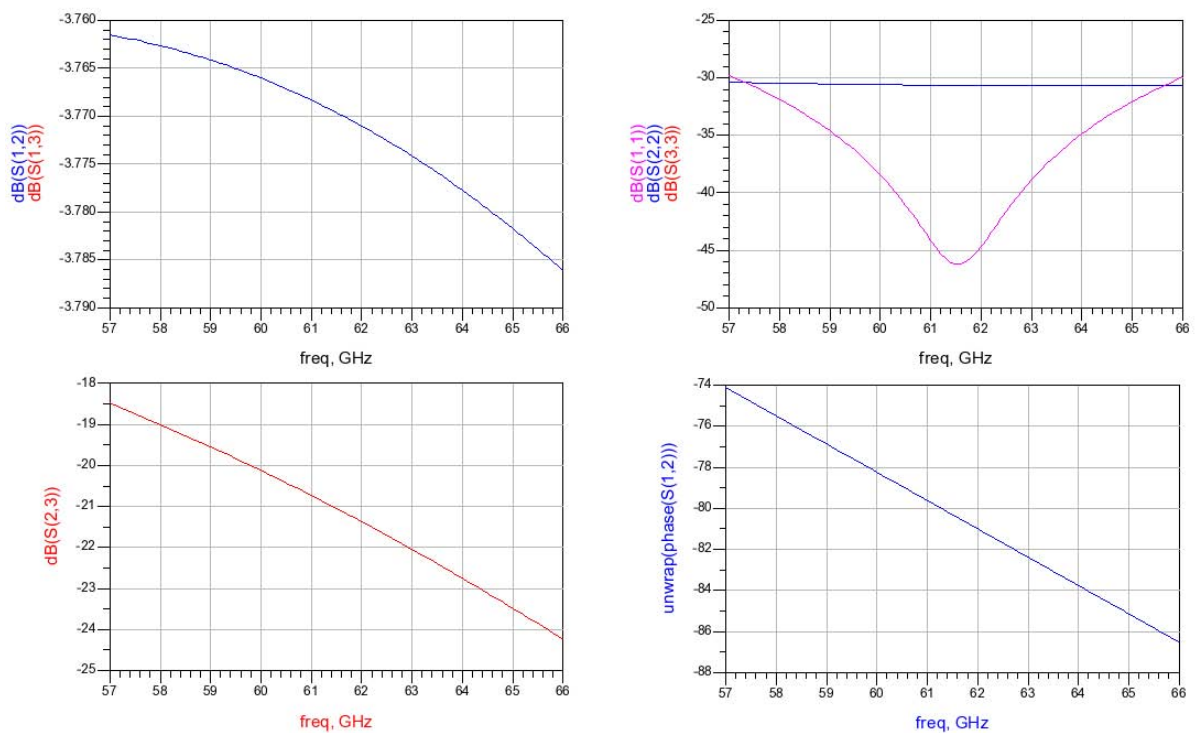 dB(S(1,2))
dB(S(1,3))
-3.760
-3.765
-3.770
-3.775
-3.780
-3.785
-3.790
57 58 59 60 61 62 63 64 65 66
freq, GHz
dB(S(1,1))
dB(S(2,2))
dB(S(3,3))
-25
-30
-35
-40
-45
-50
57 58 59 60 61 62 63 64 65 66
freq, GHz
dB(S(2,3))
-18
-19
-20
-21
-22
-23
-24
-25
57 58 59 60 61 62 63 64 65 66
freq, GHz
unwrap(phase(S(1,2)))
-74
-76
-78
-80
-82
-84
-86
-88
57 58 59 60 61 62 63 64 65 66
freq, GHz